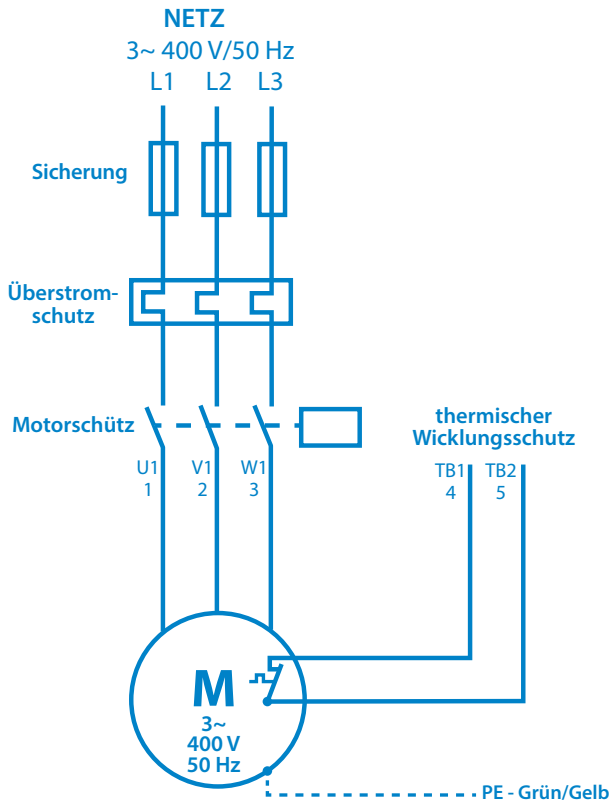 NETZ
3~ 400 V/50 Hz
L1 L2 L3
Sicherung
Überstrom-
schutz
Motorschütz
thermischer
Wicklungsschutz
U1 V1 W1
1 2 3
TB1 TB2
4 5
M
3~
400 V
50 Hz
PE - Grün/Gelb